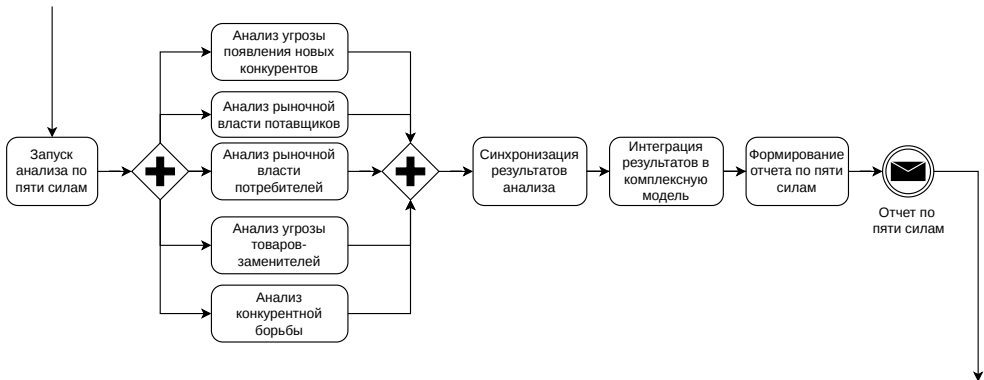 Запуск
анализа по
пяти силам
Анализ угрозы
появления новых
конкурентов
Анализ рыночной
власти потавщиков
Анализ рыночной
власти
потребителей
Анализ угрозы
товаров-
заменителей
Анализ
конкурентной
борьбы
Синхронизация
результатов
анализа
Интеграция
результатов в
комплексную
модель
Формирование
отчета по пяти
силам
Отчет по
пяти силам